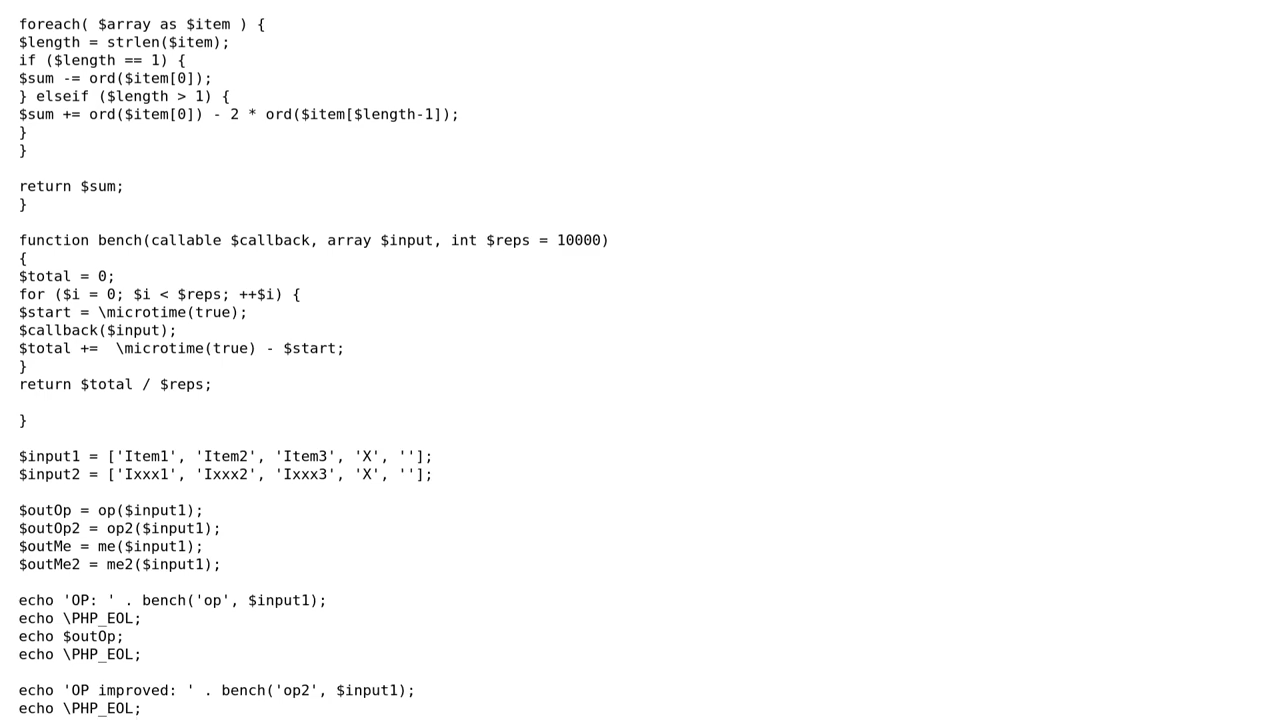 foreach( $array as $item ) {
$length = strlen($item);
if ($length == 1) {
$sum -= ord($item[0]);
} elseif ($length > 1) {
$sum += ord($item[0]) - 2 * ord($item[$length-1]);
}
}

return $sum;
}

function bench(callable $callback, array $input, int $reps = 10000)
{
$total = 0;
for ($i = 0; $i < $reps; ++$i) {
$start = \microtime(true);
$callback($input);
$total +=  \microtime(true) - $start;
}
return $total / $reps;

}

$input1 = ['Item1', 'Item2', 'Item3', 'X', ''];
$input2 = ['Ixxx1', 'Ixxx2', 'Ixxx3', 'X', ''];

$outOp = op($input1);
$outOp2 = op2($input1);
$outMe = me($input1);
$outMe2 = me2($input1);

echo 'OP: ' . bench('op', $input1);
echo \PHP_EOL;
echo $outOp;
echo \PHP_EOL;

echo 'OP improved: ' . bench('op2', $input1);
echo \PHP_EOL;